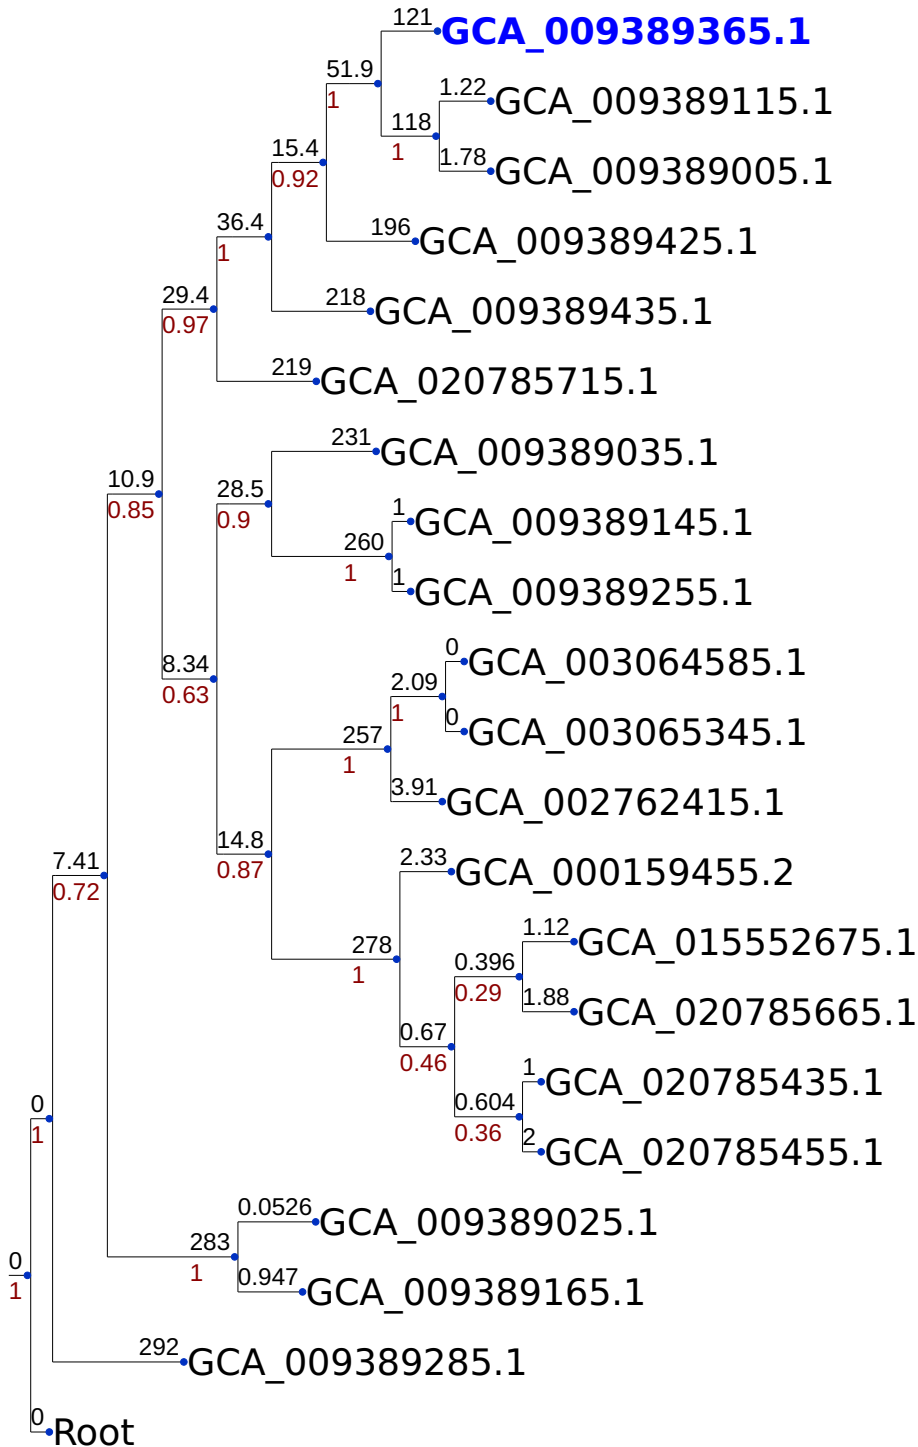 121
GCA_009389365.1
51.9
1
1.22
GCA_009389115.1
118
1
15.4
0.92
1.78
GCA_009389005.1
36.4
1
196
GCA_009389425.1
29.4
0.97
218
GCA_009389435.1
219
GCA_020785715.1
231
GCA_009389035.1
10.9
0.85
28.5
0.9
1
GCA_009389145.1
260
1
1
GCA_009389255.1
0
GCA_003064585.1
8.34
0.63
2.09
1
0
GCA_003065345.1
257
1
3.91
GCA_002762415.1
14.8
0.87
7.41
0.72
2.33
GCA_000159455.2
278
1
1.12
GCA_015552675.1
0.396
0.29
1.88
GCA_020785665.1
0.67
0.46
1
GCA_020785435.1
0.604
0.36
0
1
2
GCA_020785455.1
0.0526
GCA_009389025.1
283
1
0
1
0.947
GCA_009389165.1
292
GCA_009389285.1
0
Root